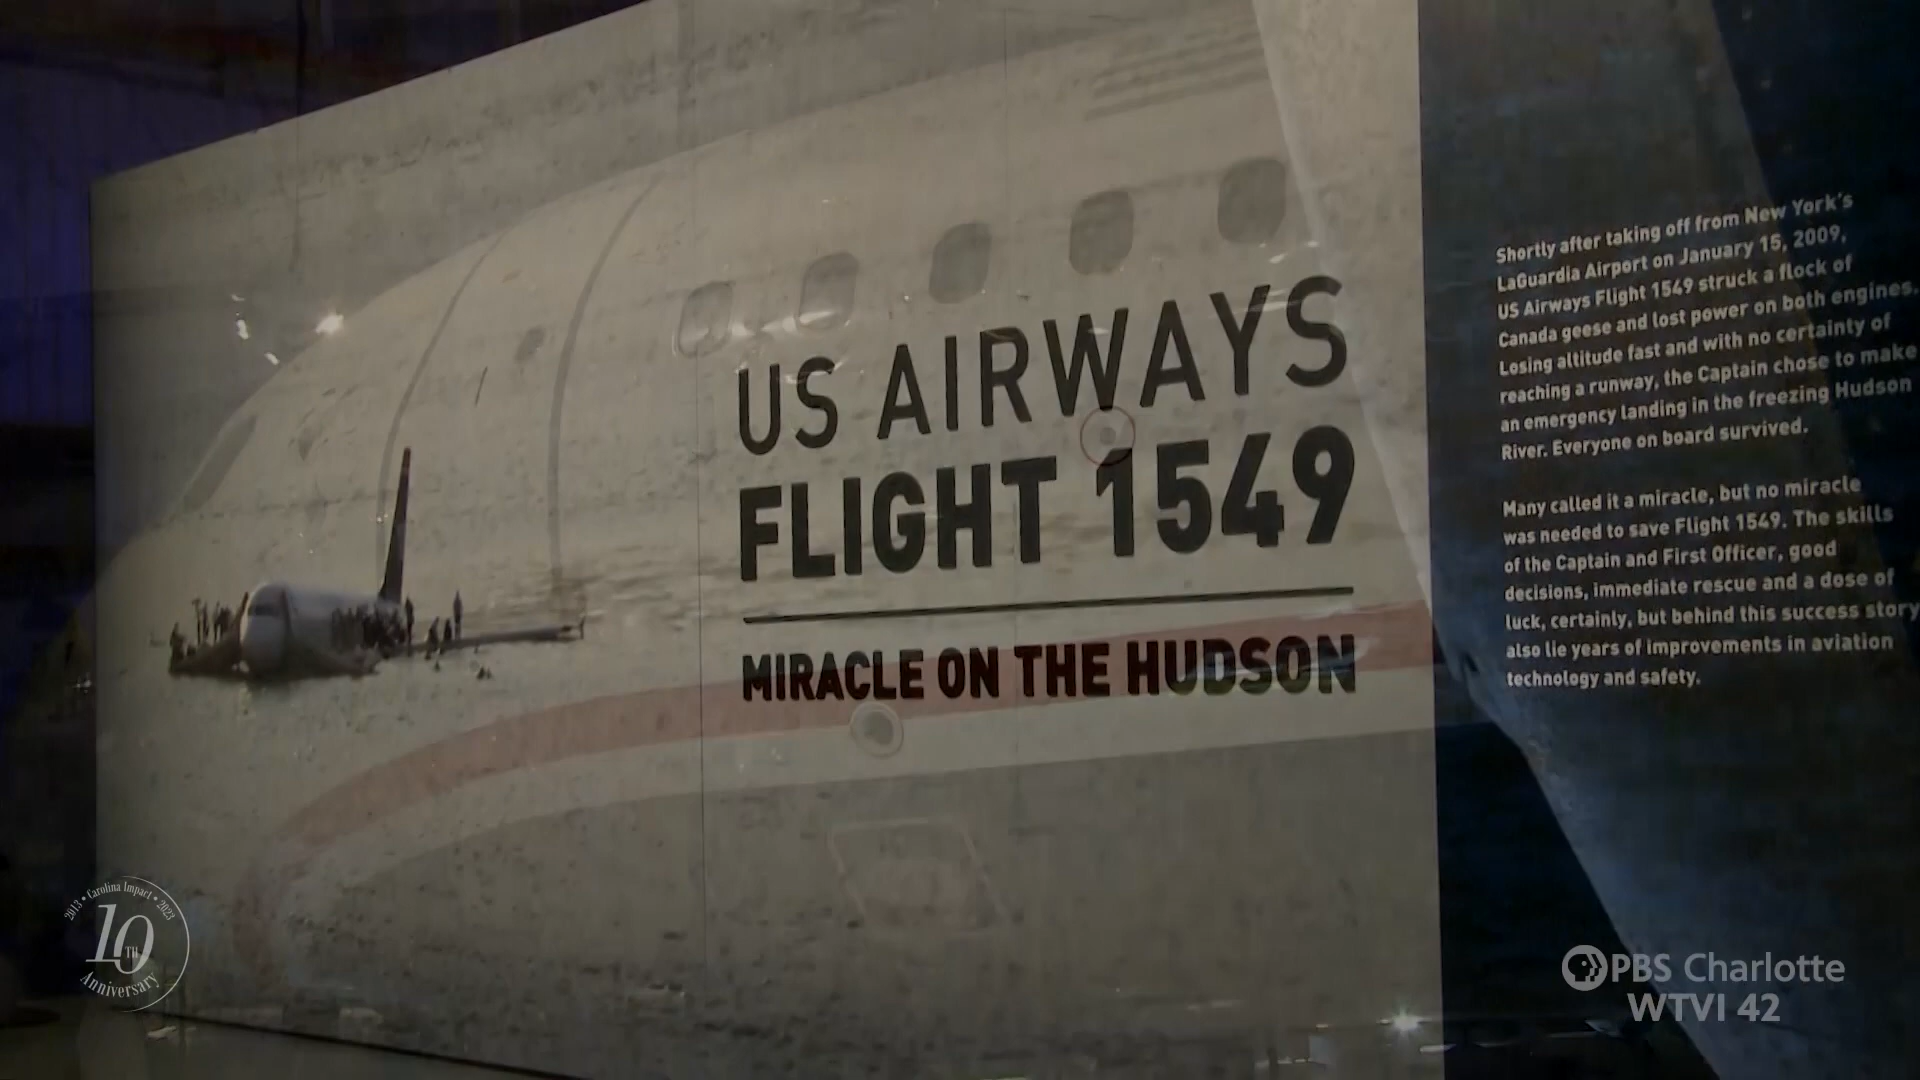 US AIRWAYS
FLIGHT 1549
MIRACLE ON THE HUDSON
Shortly after taking off from New York's
LaGuardia Airport on January 15, 2009,
US Airways Flight 1549 struck a flock of
Canada geese and lost power on both engines.
Losing altitude fast and with no certainty of
reaching a runway, the Captain chose to make
an emergency landing in the freezing Hudson
River. Everyone on board survived.
Many called it a miracle, but no miracle
was needed to save Flight 1549. The skills
of the Captain and First Officer, good
decisions, immediate rescue and a dose of
luck, certainly, but behind this success story
also lie years of improvements in aviation
technology and safety.
2013 • Carolina Impact • 2023
10TH
Anniversary
PBS Charlotte
WTVI 42